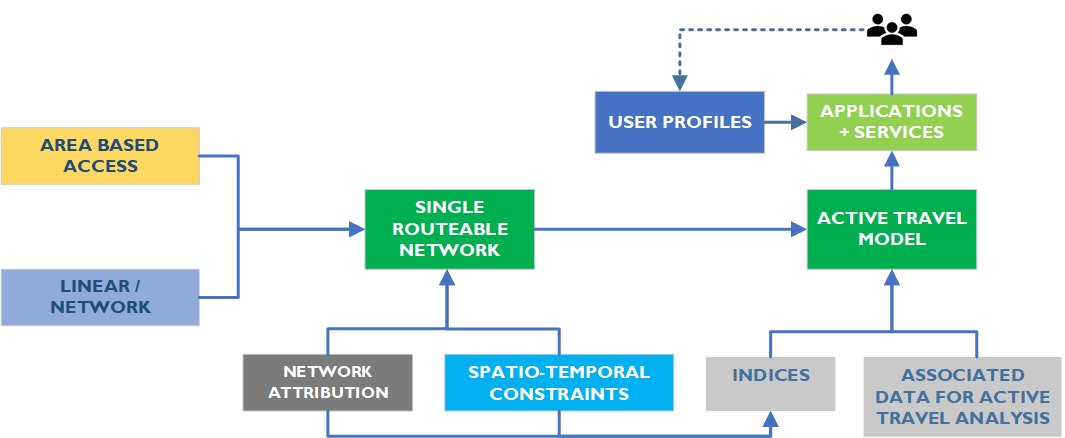 USER PROFILES
APPLICATIONS
+ SERVICES
AREA BASED
ACCESS
SINGLE
ROUTEABLE
NETWORK
ACTIVE TRAVEL
MODEL
LINEAR /
NETWORK
NETWORK
ATTRIBUTION
SPATIO-TEMPORAL
CONSTRAINTS
INDICES
ASSOCIATED
DATA FOR ACTIVE
TRAVEL ANALYSIS